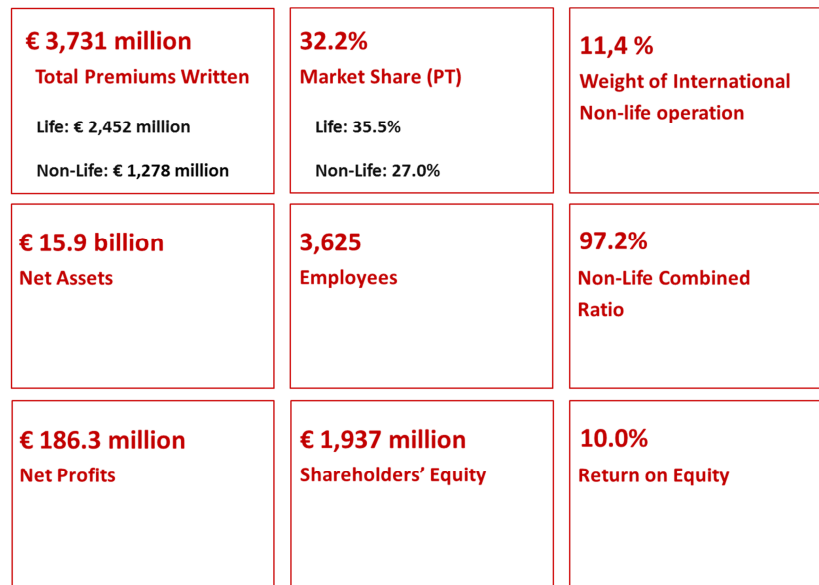 € 3,731 million
Total Premiums Written
Life: € 2,452 million
Non-Life: € 1,278 million
32.2%
Market Share (PT)
Life: 35.5%
Non-Life: 27.0%
11,4 %
Weight of International
Non-life operation
€ 15.9 billion
Net Assets
3,625
Employees
97.2%
Non-Life Combined
Ratio
€ 186.3 million
Net Profits
€ 1,937 million
Shareholders’ Equity
10.0%
Return on Equity